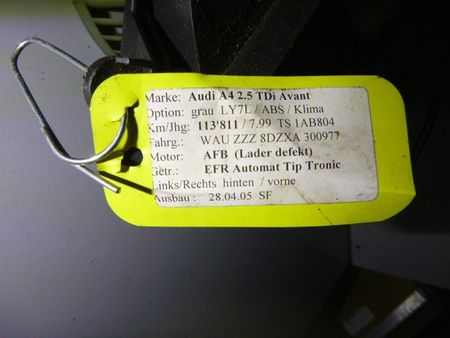 Marke: Audi A4 2.5 TDi Avant
Option: grau LY7L / ABS / Klima
Km/Jhg: 113'811 / 7.99 TS 1AB804
Fahrg.: WAU ZZZ 8DZXA 300977
Motor: AFB (Lader defekt)
Getr.: EFR Automat Tip Tronic
Links/Rechts hinten / vorne
Ausbau : 28.04.05 SF